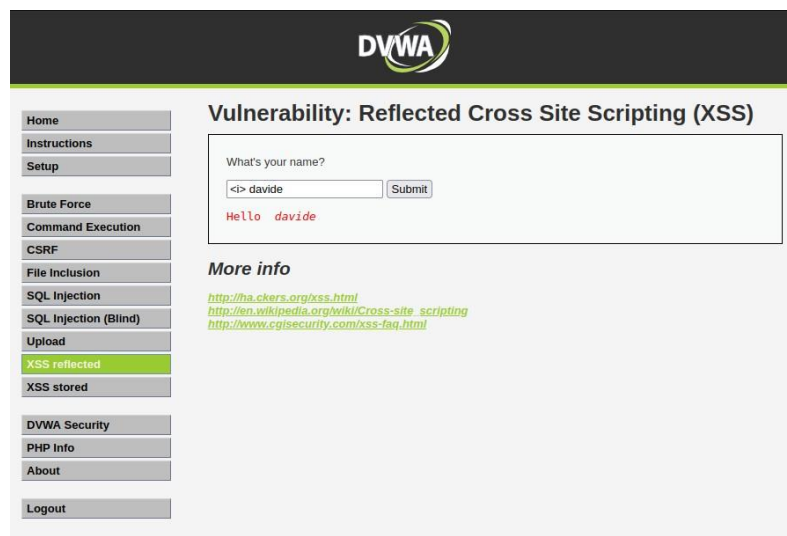 DVWA
Home
Instructions
Setup
Brute Force
Command Execution
CSRF
File Inclusion
SQL Injection
SQL Injection (Blind)
Upload
XSS reflected
XSS stored
DVWA Security
PHP Info
About
Logout
Vulnerability: Reflected Cross Site Scripting (XSS)
What's your name?
<i> davide Submit
Hello davide
More info
http://ha.ckers.org/xss.html
http://en.wikipedia.org/wiki/Cross-site_scripting
http://www.cgisecurity.com/xss-faq.html